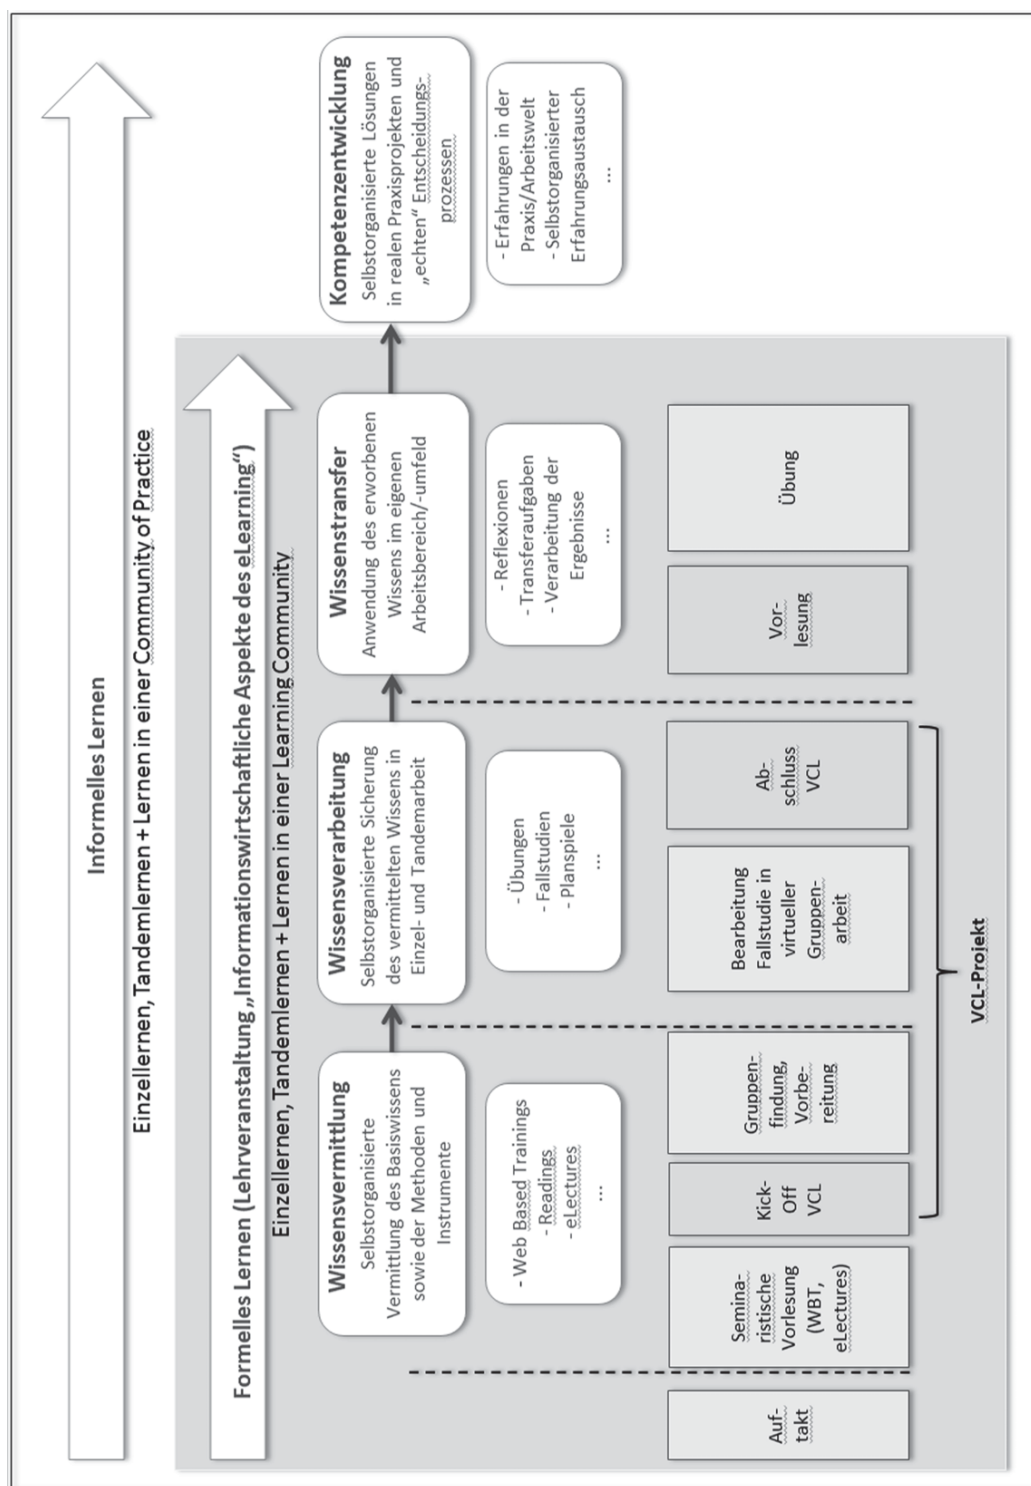 Informelles Lernen
Einzellernen, Tandemlernen + Lernen in einer Community of Practice
Formelles Lernen (Lehrveranstaltung „Informationswirtschaftliche Aspekte des eLearning“)
Einzellernen, Tandemlernen + Lernen in einer Learning Community
Wissensvermittlung
Selbstorganisierte
Vermittlung des Basiswissens
sowie der Methoden und
Instrumente
Wissensverarbeitung
Selbstorganisierte Sicherung
des vermittelten Wissens in
Einzel- und Tandemarbeit
Wissenstransfer
Anwendung des erworbenen
Wissens im eigenen
Arbeitsbereich/-umfeld
Kompetenzentwicklung
Selbstorganisierte Lösungen
in realen Praxisprojekten und
„echten“ Entscheidungs-
prozessen
- Web Based Trainings
- Readings
- eLectures
...
- Übungen
- Fallstudien
- Planspiele
...
- Reflexionen
- Transferaufgaben
- Verarbeitung der
Ergebnisse
...
- Erfahrungen in der
Praxis/Arbeitswelt
- Selbstorganisierter
Erfahrungsaustausch
...
Auf-
takt
Semina-
ristische
Vorlesung
(WBT,
eLectures)
Kick-
Off
VCL
Gruppen-
findung,
Vorbe-
reitung
Bearbeitung
Fallstudie in
virtueller
Gruppen-
arbeit
Ab-
schluss
VCL
Vor-
lesung
Übung
VCL-Projekt